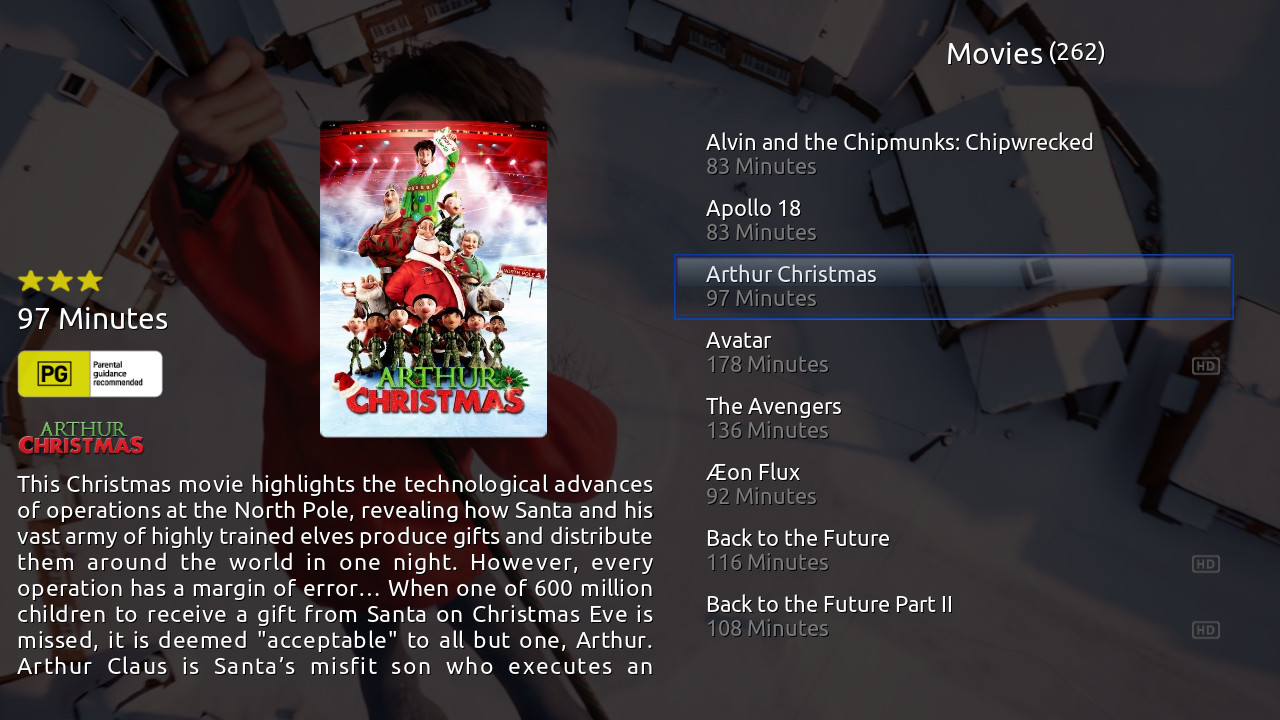 Movies (262)
Alvin and the Chipmunks: Chipwrecked
83 Minutes
Apollo 18
83 Minutes
Arthur Christmas
97 Minutes
Avatar
178 Minutes
HD
The Avengers
136 Minutes
Æon Flux
92 Minutes
Back to the Future
116 Minutes
HD
Back to the Future Part II
108 Minutes
HD
NORTH POLE
ARTHUR
CHRISTMAS
97 Minutes
PG
Parental
guidance
recommended
ARTHUR
CHRISTMAS
This Christmas movie highlights the technological advances
of operations at the North Pole, revealing how Santa and his
vast army of highly trained elves produce gifts and distribute
them around the world in one night. However, every
operation has a margin of error… When one of 600 million
children to receive a gift from Santa on Christmas Eve is
missed, it is deemed "acceptable" to all but one, Arthur.
Arthur Claus is Santa’s misfit son who executes an